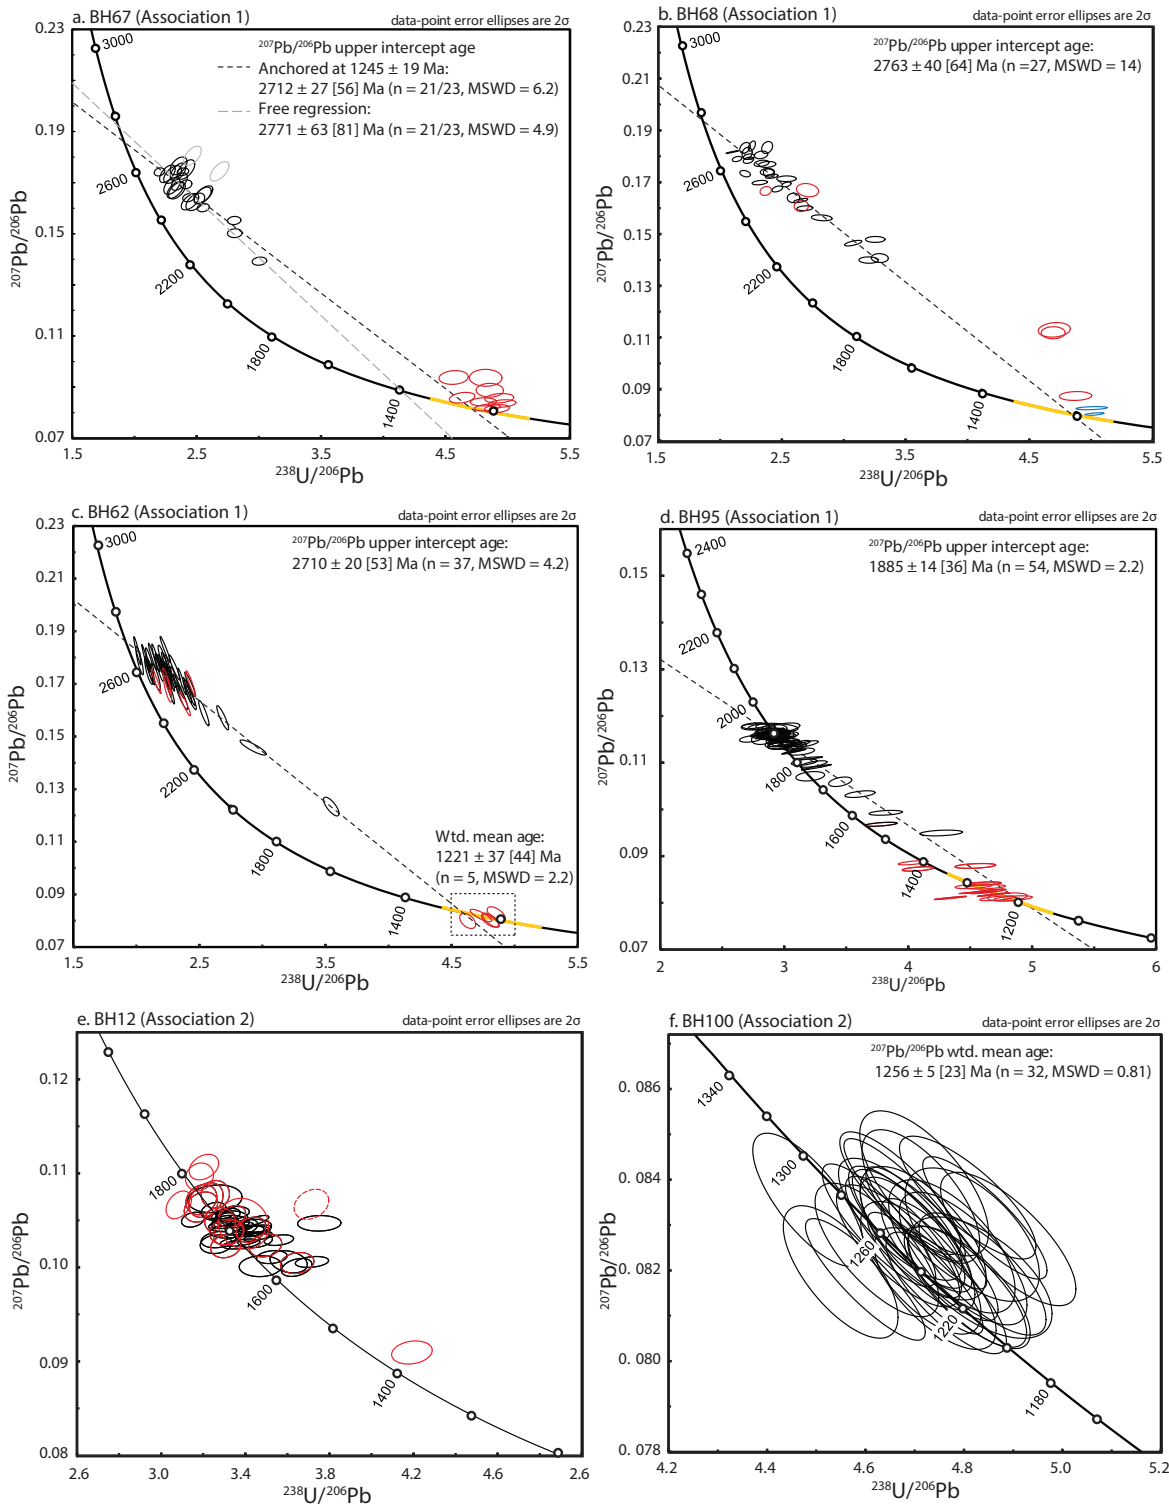 a. BH67 (Association 1)
data-point error ellipses are 2σ
0.23
0.21
0.19
0.17
0.15
0.13
0.11
0.09
0.07
207Pb/206Pb
3000
2600
2200
1800
1400
207Pb/206Pb upper intercept age
Anchored at 1245 ± 19 Ma:
2712 ± 27 [56] Ma (n = 21/23, MSWD = 6.2)
Free regression:
2771 ± 63 [81] Ma (n = 21/23, MSWD = 4.9)
1.5 2.5 3.5 4.5 5.5
238U/206Pb
b. BH68 (Association 1)
data-point error ellipses are 2σ
0.23
0.21
0.19
0.17
0.15
0.13
0.11
0.09
0.07
207Pb/206Pb
3000
2600
2200
1800
1400
207Pb/206Pb upper intercept age:
2763 ± 40 [64] Ma (n =27, MSWD = 14)
1.5 2.5 3.5 4.5 5.5
238U/206Pb
c. BH62 (Association 1)
data-point error ellipses are 2σ
0.23
0.21
0.19
0.17
0.15
0.13
0.11
0.09
0.07
207Pb/206Pb
3000
2600
2200
1800
1400
207Pb/206Pb upper intercept age:
2710 ± 20 [53] Ma (n = 37, MSWD = 4.2)
Wtd. mean age:
1221 ± 37 [44] Ma
(n = 5, MSWD = 2.2)
1.5 2.5 3.5 4.5 5.5
238U/206Pb
d. BH95 (Association 1)
data-point error ellipses are 2σ
0.15
0.13
0.11
0.09
0.07
207Pb/206Pb
2400
2200
2000
1800
1600
1400
1200
207Pb/206Pb upper intercept age:
1885 ± 14 [36] Ma (n = 54, MSWD = 2.2)
2 3 4 5 6
238U/206Pb
e. BH12 (Association 2)
data-point error ellipses are 2σ
0.12
0.11
0.10
0.09
0.08
207Pb/206Pb
1800
1600
1400
2.6 3.0 3.4 4.2 4.6 2.6
238U/206Pb
f. BH100 (Association 2)
data-point error ellipses are 2σ
0. 086
0. 084
0. 082
0. 080
0. 078
207Pb/206Pb
1340
1300
1260
1220
1180
207Pb/206Pb wtd. mean age:
1256 ± 5 [23] Ma (n = 32, MSWD = 0.81)
4.2 4.4 4.6 4.8 5.0 5.2
238U/206Pb